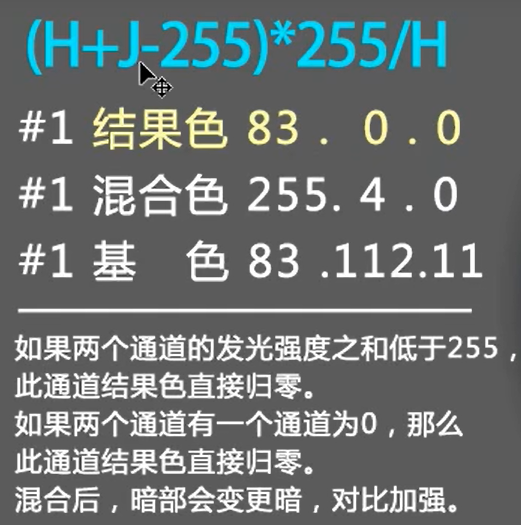 (H+J-255)*255/H
#1 结果色 83 . 0 . 0
#1 混合色 255. 4 . 0
#1 基 色 83 .112.11
如果两个通道的发光强度之和低于255，
此通道结果色直接归零。
如果两个通道有一个通道为0，那么
此通道结果色直接归零。
混合后，暗部会变更暗，对比加强。